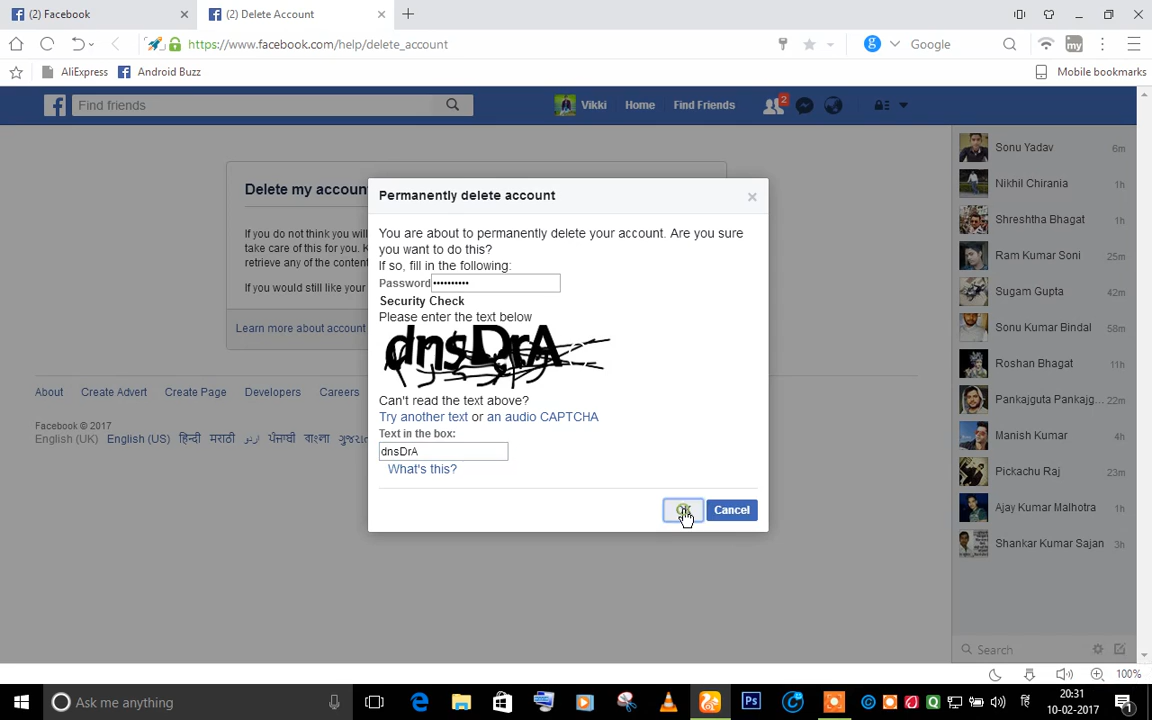 (2) Facebook
(2) Delete Account
https://www.facebook.com/help/delete_account
Google
AliExpress
Android Buzz
Mobile bookmarks
Find friends
Vikki
Home
Find Friends
2
Delete my account
If you do not think you will
take care of this for you. K
retrieve any of the content
If you would still like your
Learn more about account
Permanently delete account
You are about to permanently delete your account. Are you sure
you want to do this?
If so, fill in the following:
Password
Security Check
Please enter the text below
dnsDrA
Can't read the text above?
Try another text or an audio CAPTCHA
Text in the box:
dnsDrA
What's this?
OK
Cancel
About
Create Advert
Create Page
Developers
Careers
Facebook © 2017
English (UK) English (US) हिन्दी मराठी اردو ਪੰਜਾਬੀ বাংলা
Sonu Yadav 6m
Nikhil Chirania 1h
Shreshtha Bhagat 1h
Ram Kumar Soni 25m
Sugam Gupta 42m
Sonu Kumar Bindal 58m
Roshan Bhagat 11h
Pankajguta Pankajg... 22m
Manish Kumar 4h
Pickachu Raj 23m
Ajay Kumar Malhotra 1h
Shankar Kumar Sajan 3h
Search
100%
Ask me anything
हिं
20:31
10-02-2017
1